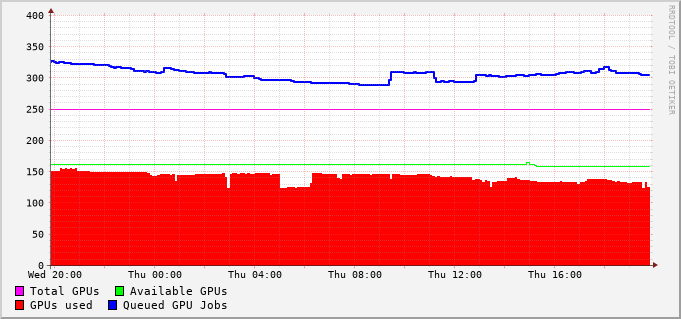 400
350
300
250
200
150
100
50
0
Wed 20:00 Thu 00:00 Thu 04:00 Thu 08:00 Thu 12:00 Thu 16:00
Total GPUs Available GPUs
GPUs used Queued GPU Jobs
RRDTOOL / TOBI OETIKER